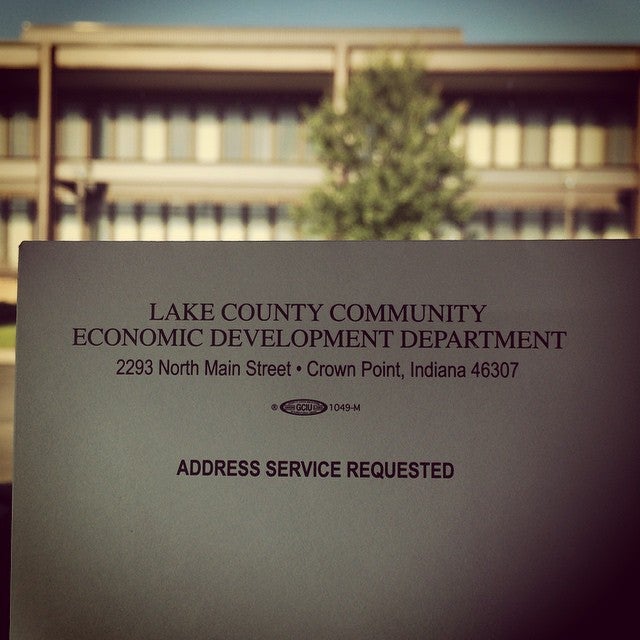 LAKE COUNTY COMMUNITY
ECONOMIC DEVELOPMENT DEPARTMENT
2293 North Main Street • Crown Point, Indiana 46307
® GCIU 1049-M
ADDRESS SERVICE REQUESTED